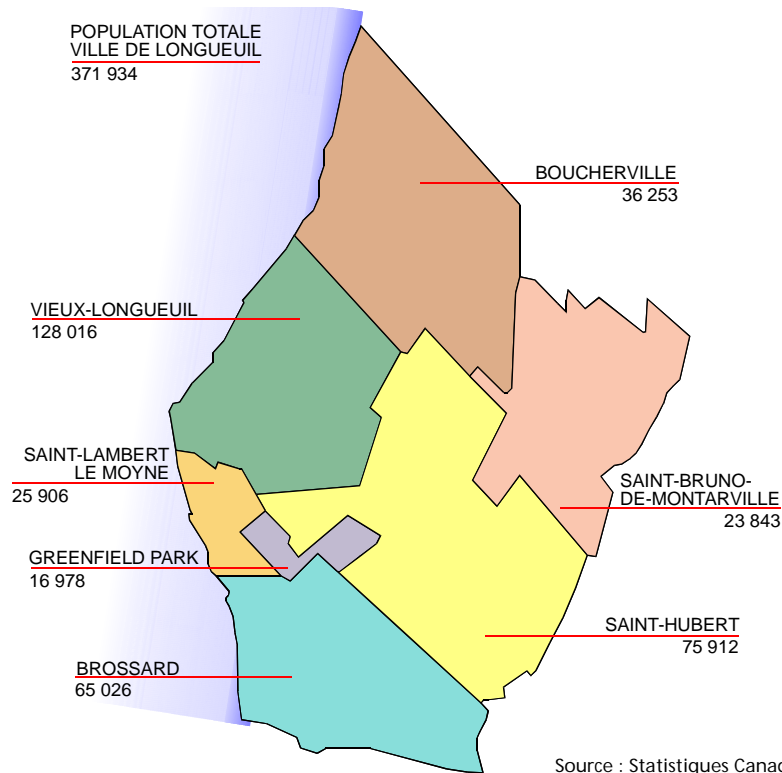 POPULATION TOTALE
VILLE DE LONGUEUIL
371 934
BOUCHERVILLE
36 253
VIEUX-LONGUEUIL
128 016
SAINT-LAMBERT
LE MOYNE
25 906
SAINT-BRUNO-
DE-MONTARVILLE
23 843
GREENFIELD PARK
16 978
SAINT-HUBERT
75 912
BROSSARD
65 026
Source : Statistiques Canad